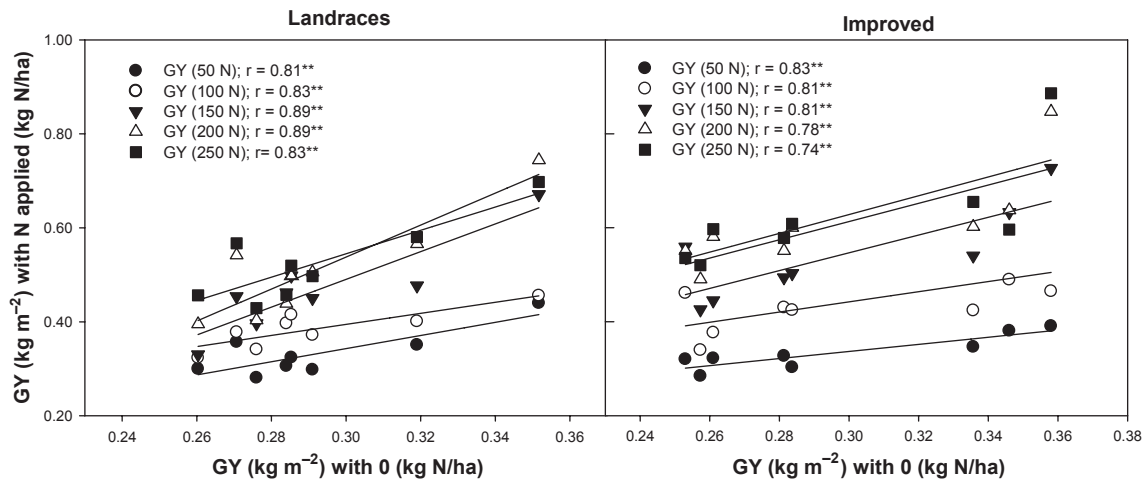 Landraces
Improved
GY (kg m⁻²) with N applied (kg N/ha)
1.00
0.80
0.60
0.40
0.20
GY (50 N); r = 0.81**
GY (100 N); r = 0.83**
GY (150 N); r = 0.89**
GY (200 N); r = 0.89**
GY (250 N); r= 0.83**
GY (50 N); r = 0.83**
GY (100 N); r = 0.81**
GY (150 N); r = 0.81**
GY (200 N); r = 0.78**
GY (250 N); r = 0.74**
0.24 0.26 0.28 0.30 0.32 0.34 0.36
0.24 0.26 0.28 0.30 0.32 0.34 0.36 0.38
GY (kg m⁻²) with 0 (kg N/ha)
GY (kg m⁻²) with 0 (kg N/ha)